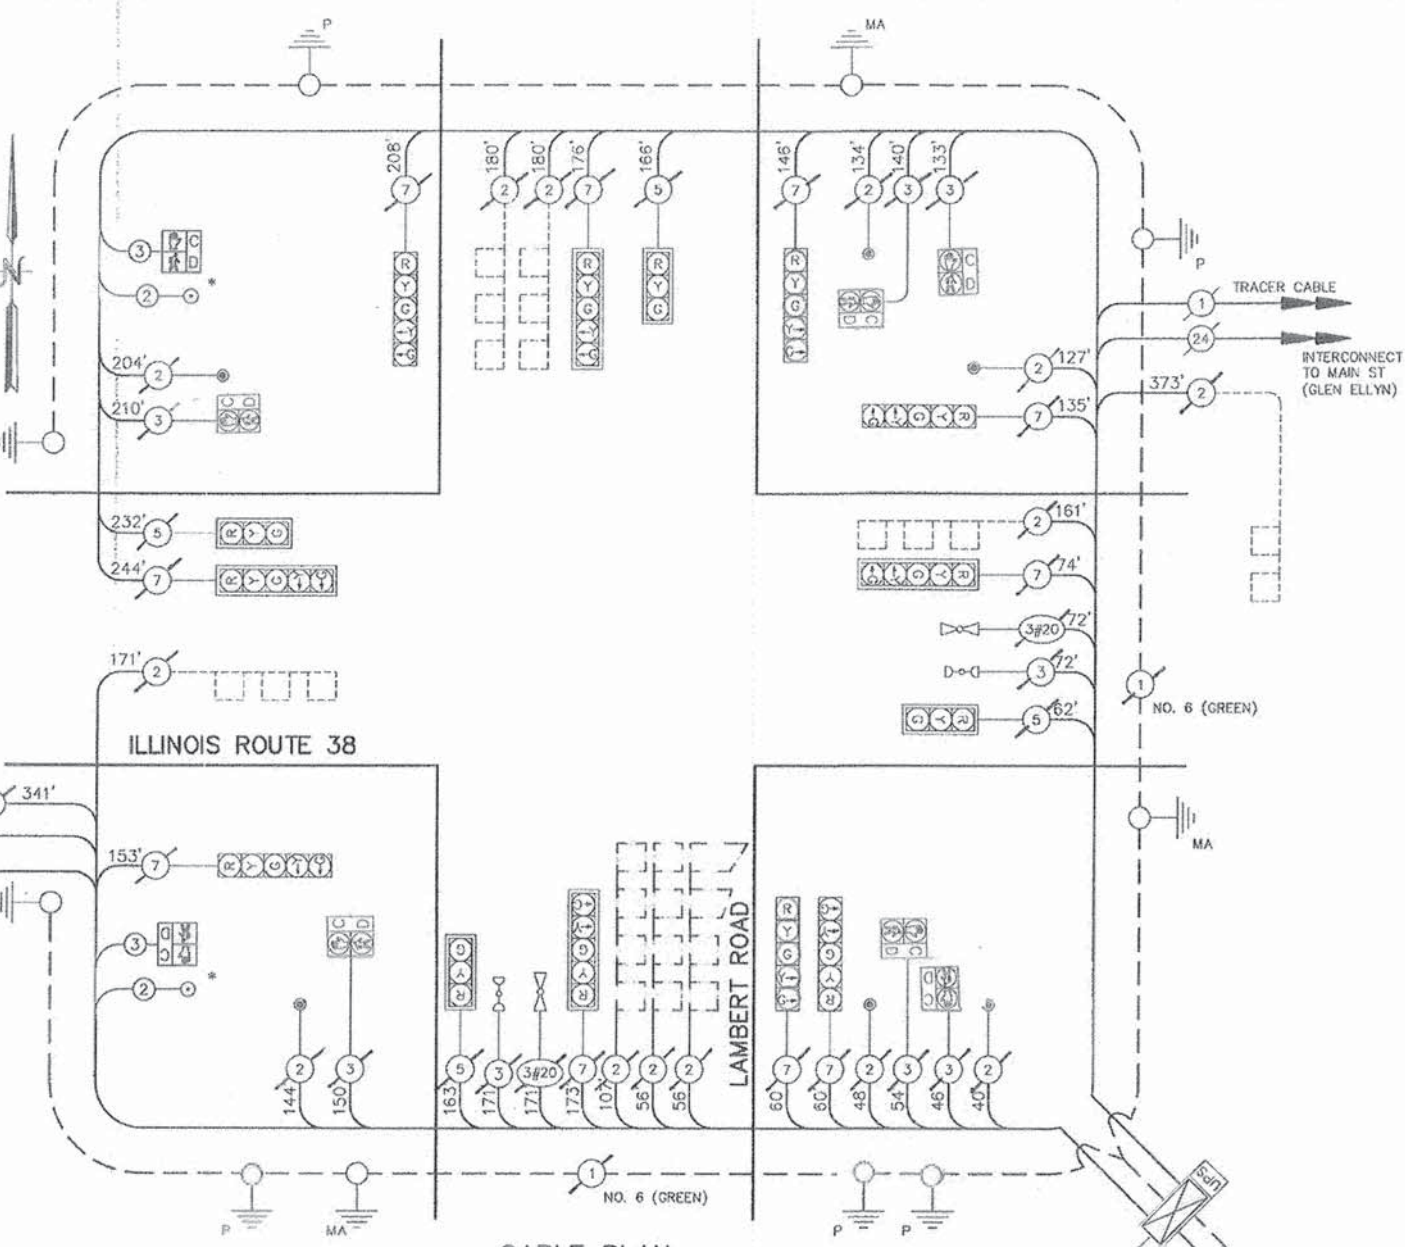 P
MA
208'
180'
180'
176'
166'
146'
134'
140'
133'
7
2
2
7
5
7
2
3
3
3
C
D
2
*
R
Y
G
Y
G
R
Y
G
Y
G
R
Y
G
R
Y
G
Y
G
D
C
C
D
P
1
TRACER CABLE
24
INTERCONNECT
TO MAIN ST
(GLEN ELLYN)
204'
2
2
127'
373'
2
210'
3
C D
G Y G Y R
7
135'
N
232'
5
R Y G
2
161'
244'
7
R Y G Y G
G Y G Y R
7
74'
3#20
72'
171'
2
3
72'
1
NO. 6 (GREEN)
G Y R
5
62'
ILLINOIS ROUTE 38
341'
MA
153'
7
R Y G Y G
3
D
C
2
*
C D
G
Y
R
G
Y
G
Y
R
LAMBERT ROAD
R
Y
G
Y
G
G
Y
G
Y
R
D C
D
C
2
3
5
3
3#20
7
2
2
2
7
7
2
3
3
2
144'
150'
163'
171'
171'
173'
107'
56'
56'
60'
60'
48'
54'
46'
40'
1
NO. 6 (GREEN)
P
MA
P
P
UPS
CABLE PLAN